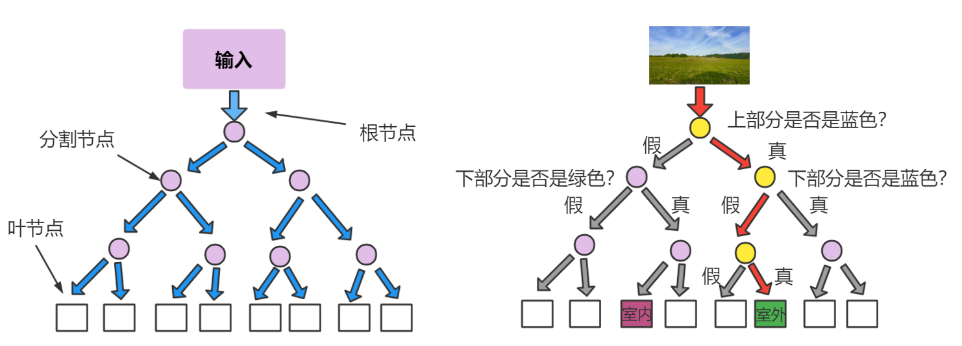 输入
根节点
分割节点
叶节点
上部分是否是蓝色?
假
真
下部分是否是绿色?
下部分是否是蓝色?
假
真
假
真
假
真
室内
室外